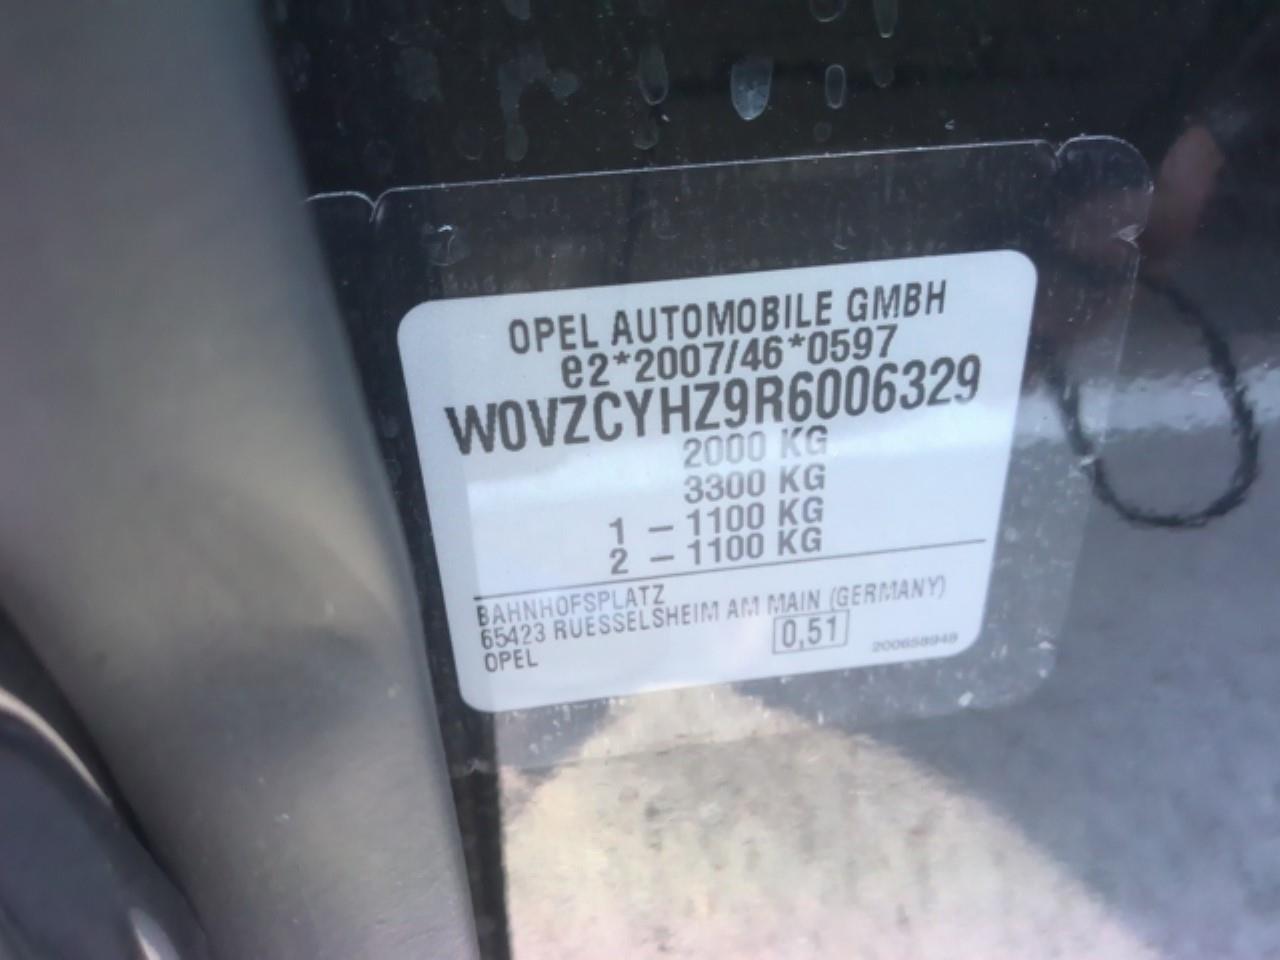 OPEL AUTOMOBILE GMBH
e2*2007/46*0597
W0VZCYHZ9R6006329
2000 KG
3300 KG
1 - 1100 KG
2 - 1100 KG
BAHNHOFSPLATZ
65423 RUESSELSHEIM AM MAIN (GERMANY)
OPEL
0,51
200658949